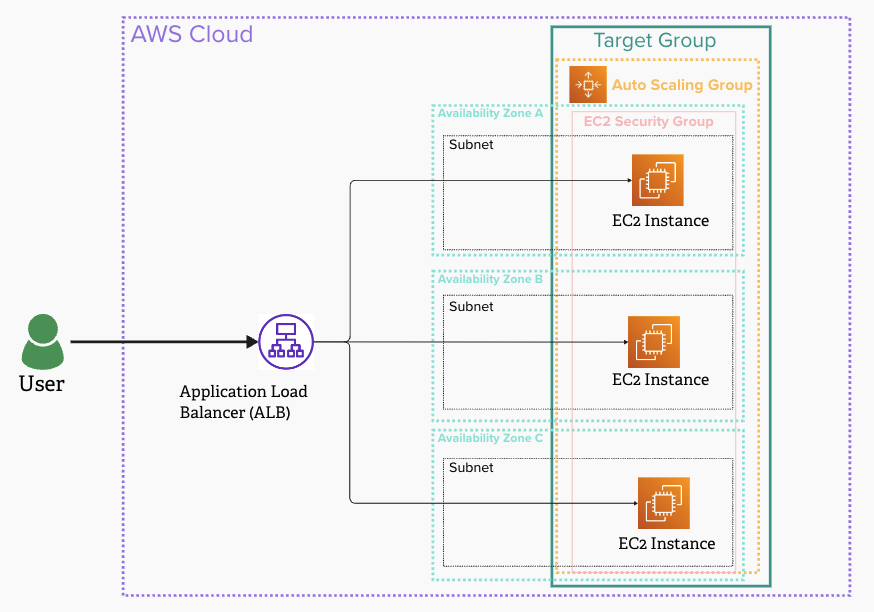 AWS Cloud
Target Group
Auto Scaling Group
Availability Zone A
EC2 Security Group
Subnet
EC2 Instance
Availability Zone B
Subnet
EC2 Instance
User
Application Load
Balancer (ALB)
Availability Zone C
Subnet
EC2 Instance